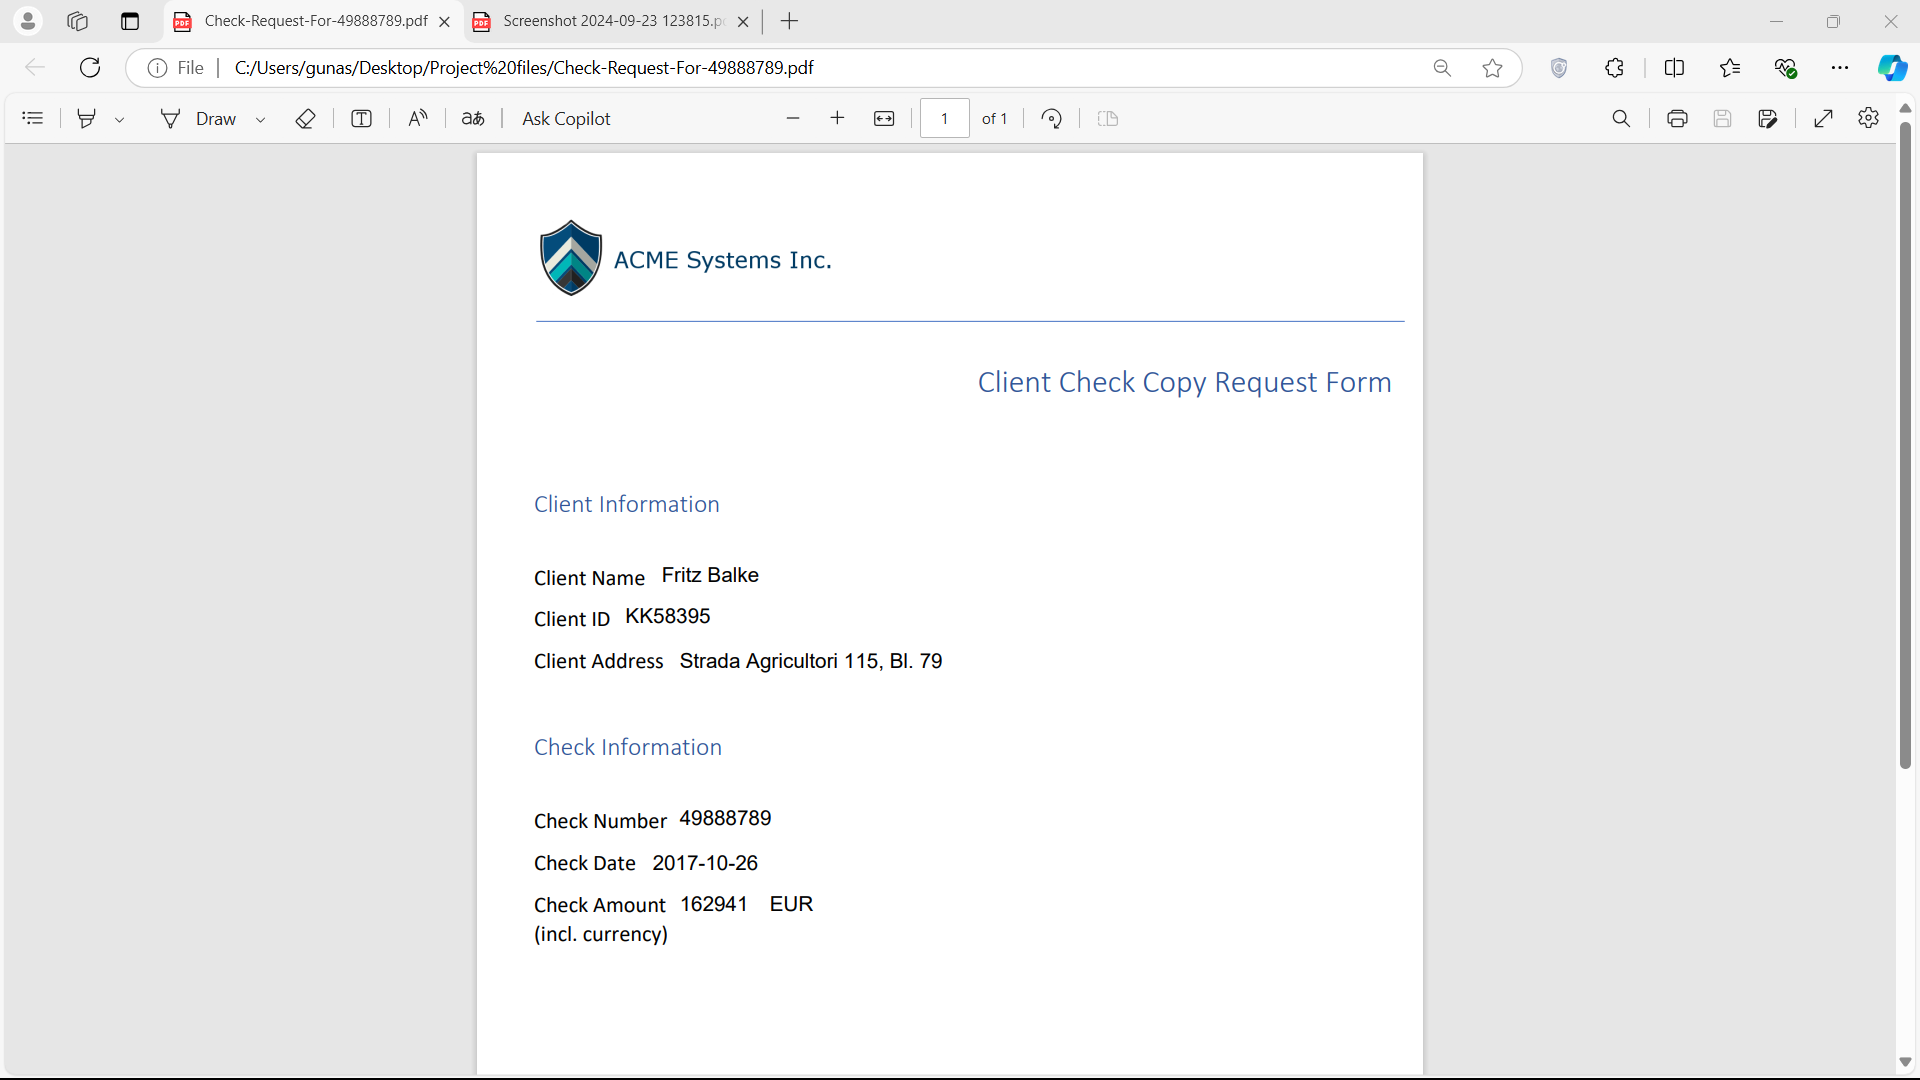 Check-Request-For-49888789.pdf
Screenshot 2024-09-23 123815.p
File
C:/Users/gunas/Desktop/Project%20files/Check-Request-For-49888789.pdf
Draw
Ask Copilot
1
of 1
ACME Systems Inc.
Client Check Copy Request Form
Client Information
Client Name Fritz Balke
Client ID KK58395
Client Address Strada Agricultori 115, Bl. 79
Check Information
Check Number 49888789
Check Date 2017-10-26
Check Amount 162941 EUR
(incl. currency)